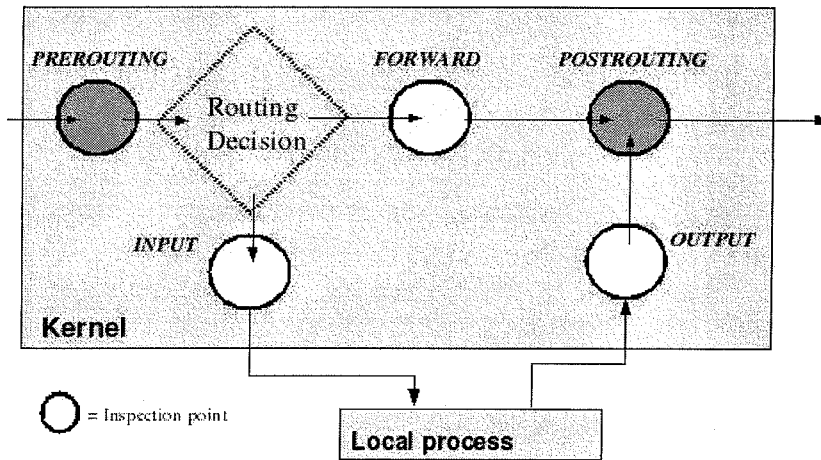 PREROUTING
FORWARD
POSTROUTING
Routing
Decision
INPUT
OUTPUT
Kernel
= Inspection point
Local process